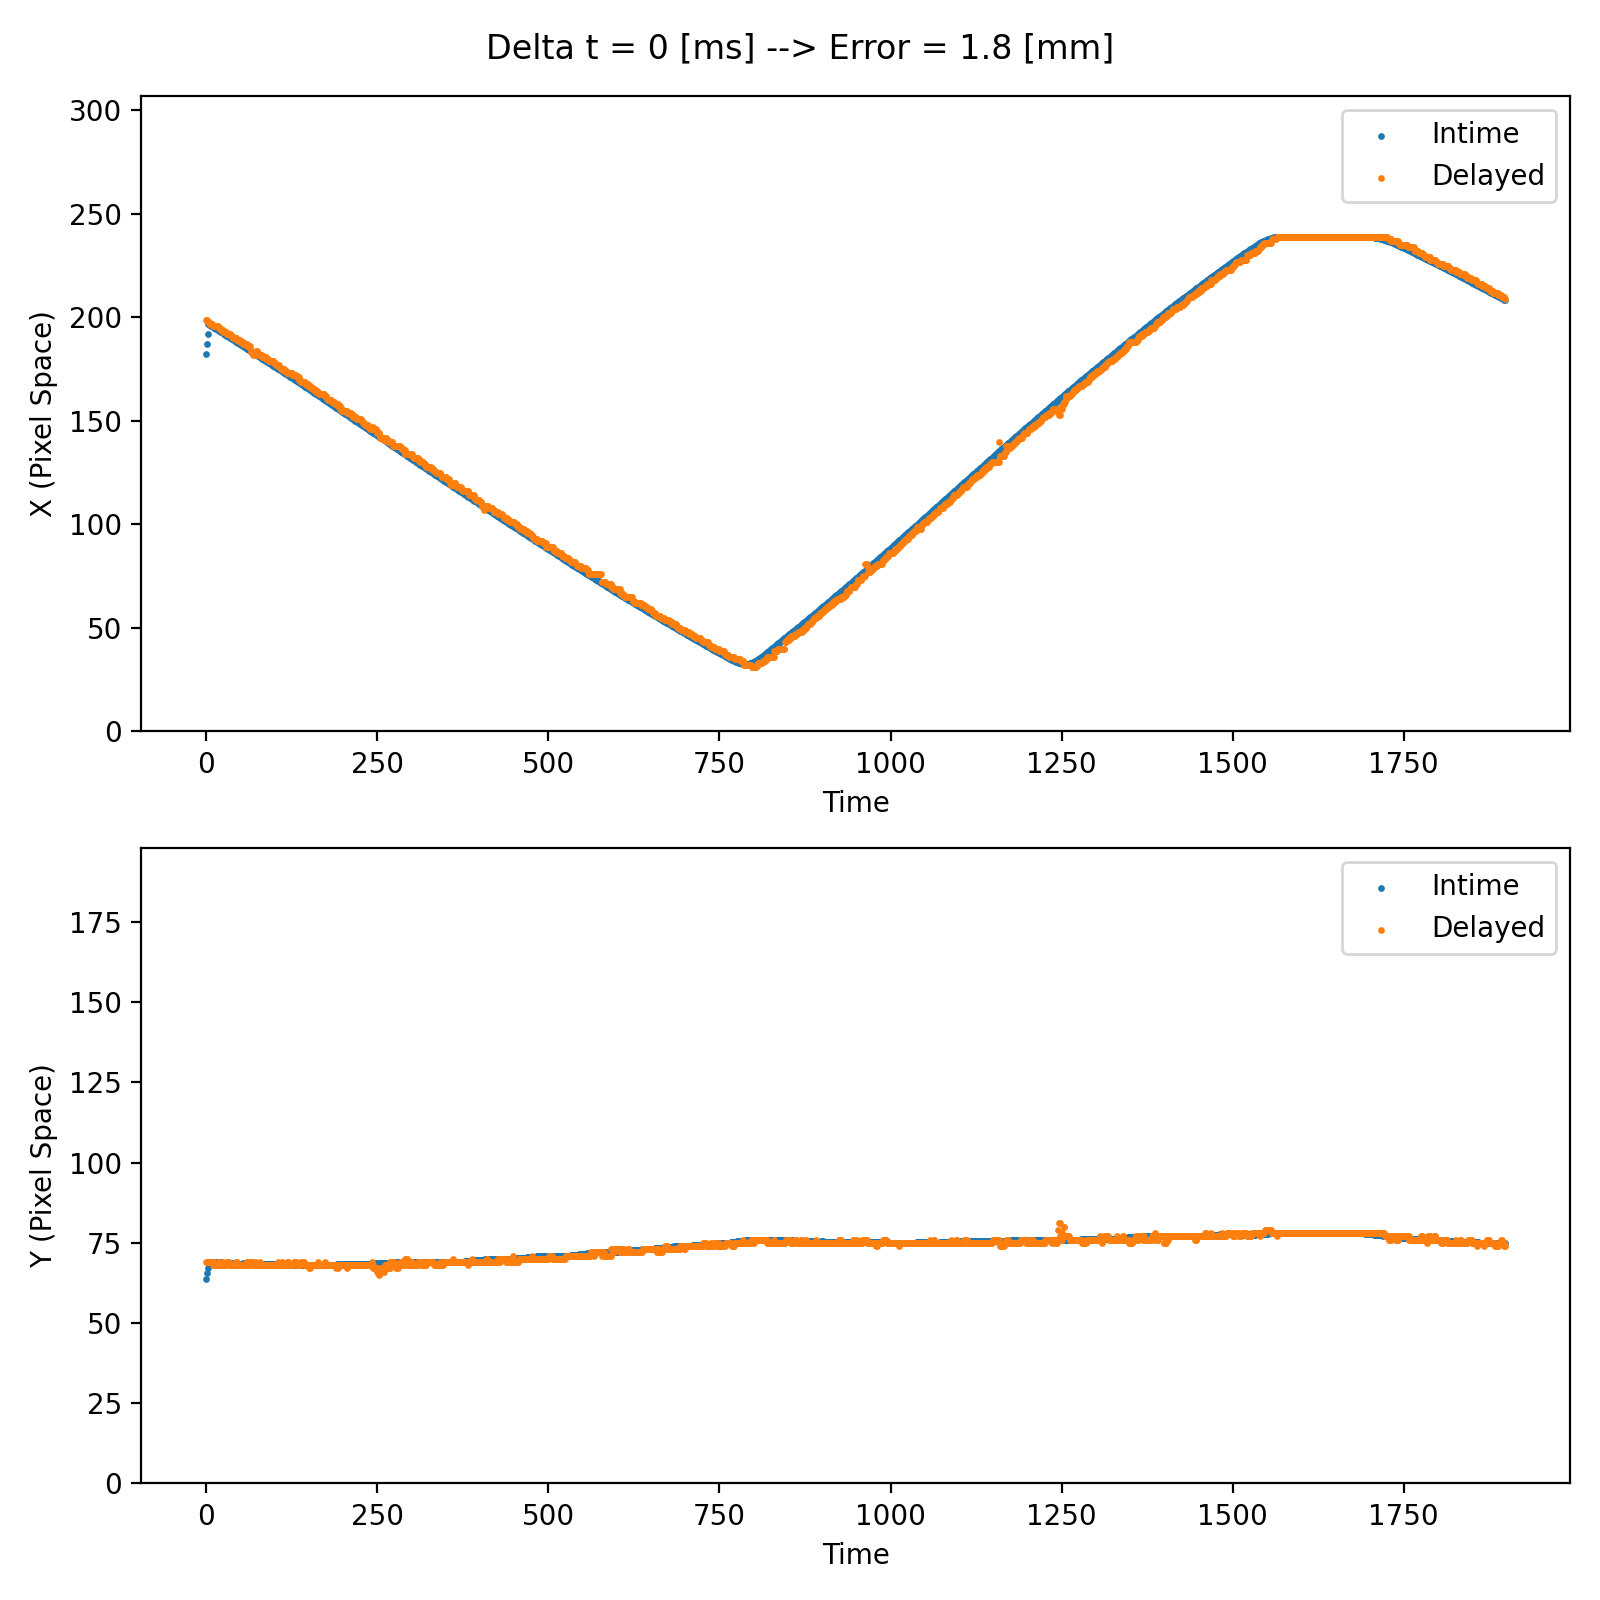 Delta t = 0 [ms] --> Error = 1.8 [mm]
300
250
200
150
100
50
0
X (Pixel Space)
Intime
Delayed
0 250 500 750 1000 1250 1500 1750
Time
175
150
125
100
75
50
25
0
Y (Pixel Space)
Intime
Delayed
0 250 500 750 1000 1250 1500 1750
Time